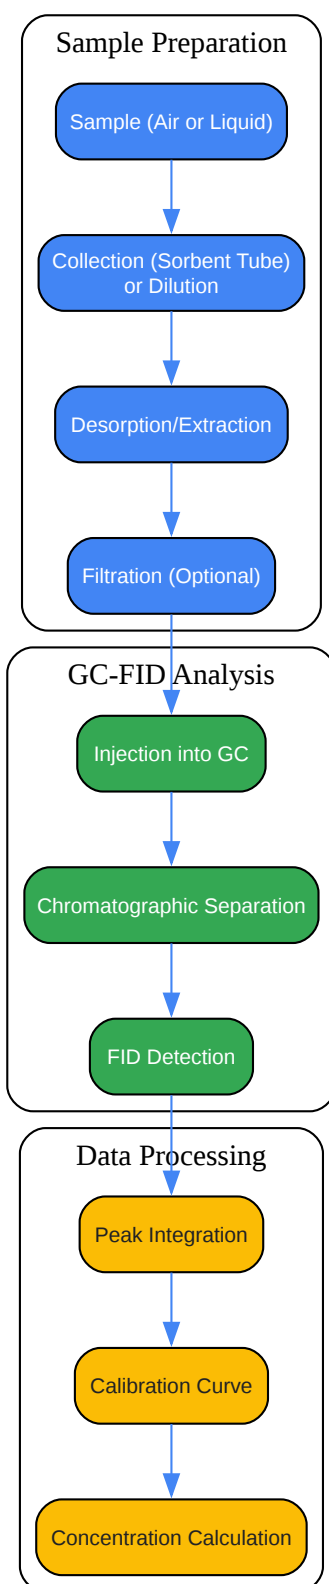 Sample Preparation
Sample (Air or Liquid)
Collection (Sorbent Tube)
or Dilution
Desorption/Extraction
Filtration (Optional)
GC-FID Analysis
Injection into GC
Chromatographic Separation
FID Detection
Data Processing
Peak Integration
Calibration Curve
Concentration Calculation